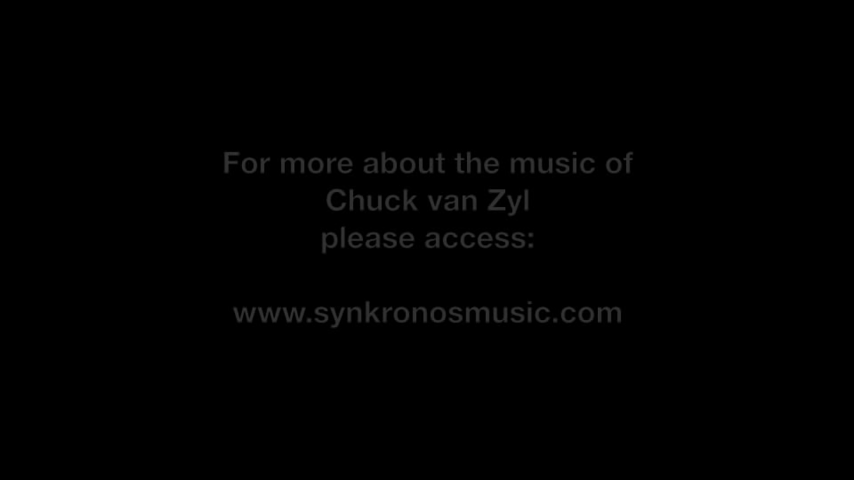 For more about the music of
Chuck van Zyl
please access:
www.synkronosmusic.com